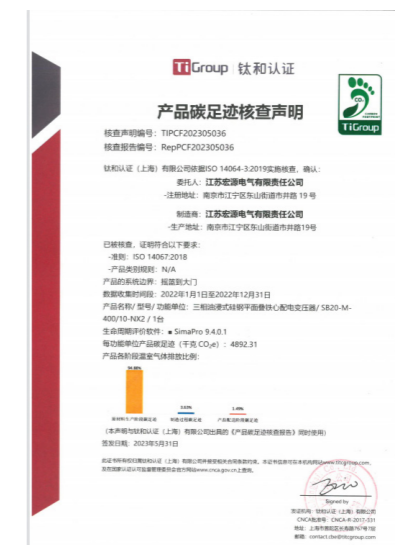 TiGroup 钛和认证
CO₂
TiGroup
产品碳足迹核查声明
核查声明编号：TIPCF202305036
核查报告编号：RepPCF202305036
钛和认证（上海）有限公司依据ISO 14064-3:2019实施核查，确认：
委托人：江苏宏源电气有限责任公司
-注册地址：南京市江宁区东山街道市井路 19 号
制造商：江苏宏源电气有限责任公司
-生产地址：南京市江宁区东山街道市井路19号
已被核查，证明符合以下要求：
-准则：ISO 14067:2018
-产品类别规则：N/A
产品的系统边界：摇篮到大门
数据收集时间段：2022年1月1日至2022年12月31日
产品名称/ 型号/ 功能单位：三相油浸式硅钢平面叠铁心配电变压器/ SB20-M-
400/10-NX2 / 1台
生命周期评价软件：■ SimaPro 9.4.0.1
每功能单位产品碳足迹（千克 CO₂e）：4892.31
产品各阶段温室气体排放比例：
（本声明与钛和认证（上海）有限公司出具的《产品碳足迹核查报告》同时使用）
签发日期：2023年5月31日
Signed by
发证机构：钛和认证（上海）有限公司
CNCA批准号：CNCA-R-2017-331
邮箱：contact.cbe@titcgroup.com